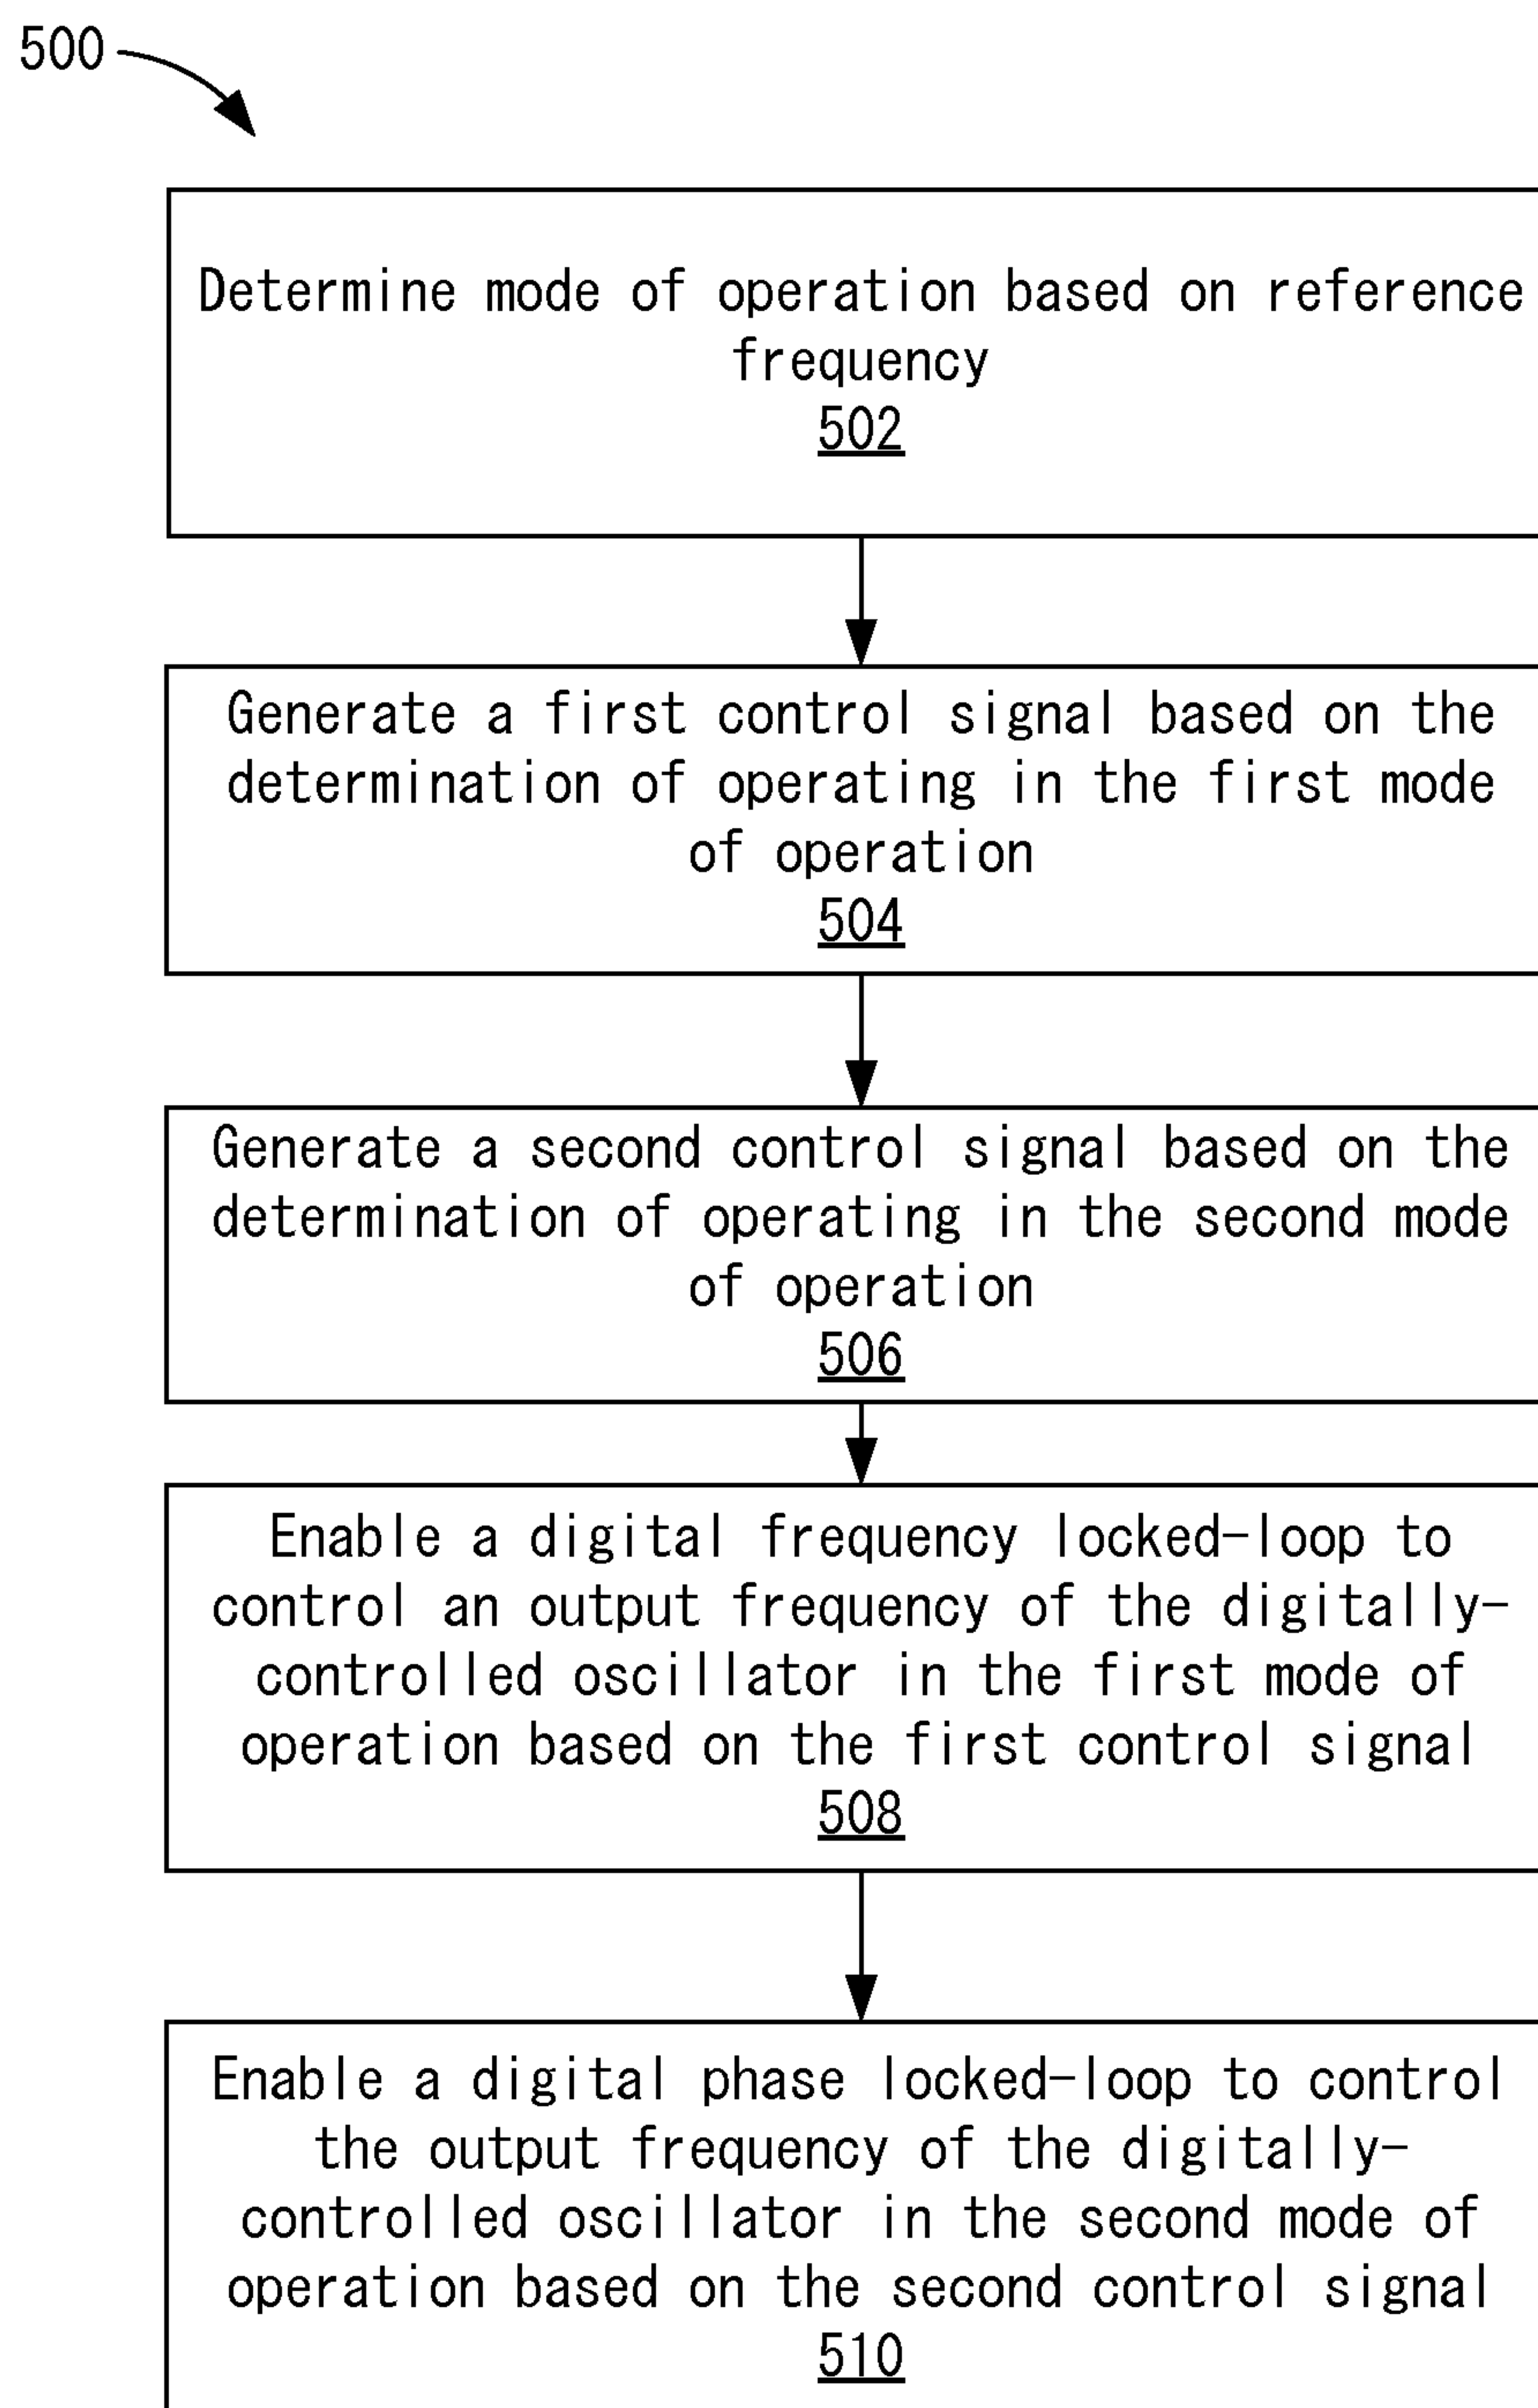 500
Determine mode of operation based on reference
frequency
502
Generate a first control signal based on the
determination of operating in the first mode
of operation
504
Generate a second control signal based on the
determination of operating in the second mode
of operation
506
Enable a digital frequency locked-loop to
control an output frequency of the digitally-
controlled oscillator in the first mode of
operation based on the first control signal
508
Enable a digital phase locked-loop to control
the output frequency of the digitally-
controlled oscillator in the second mode of
operation based on the second control signal
510